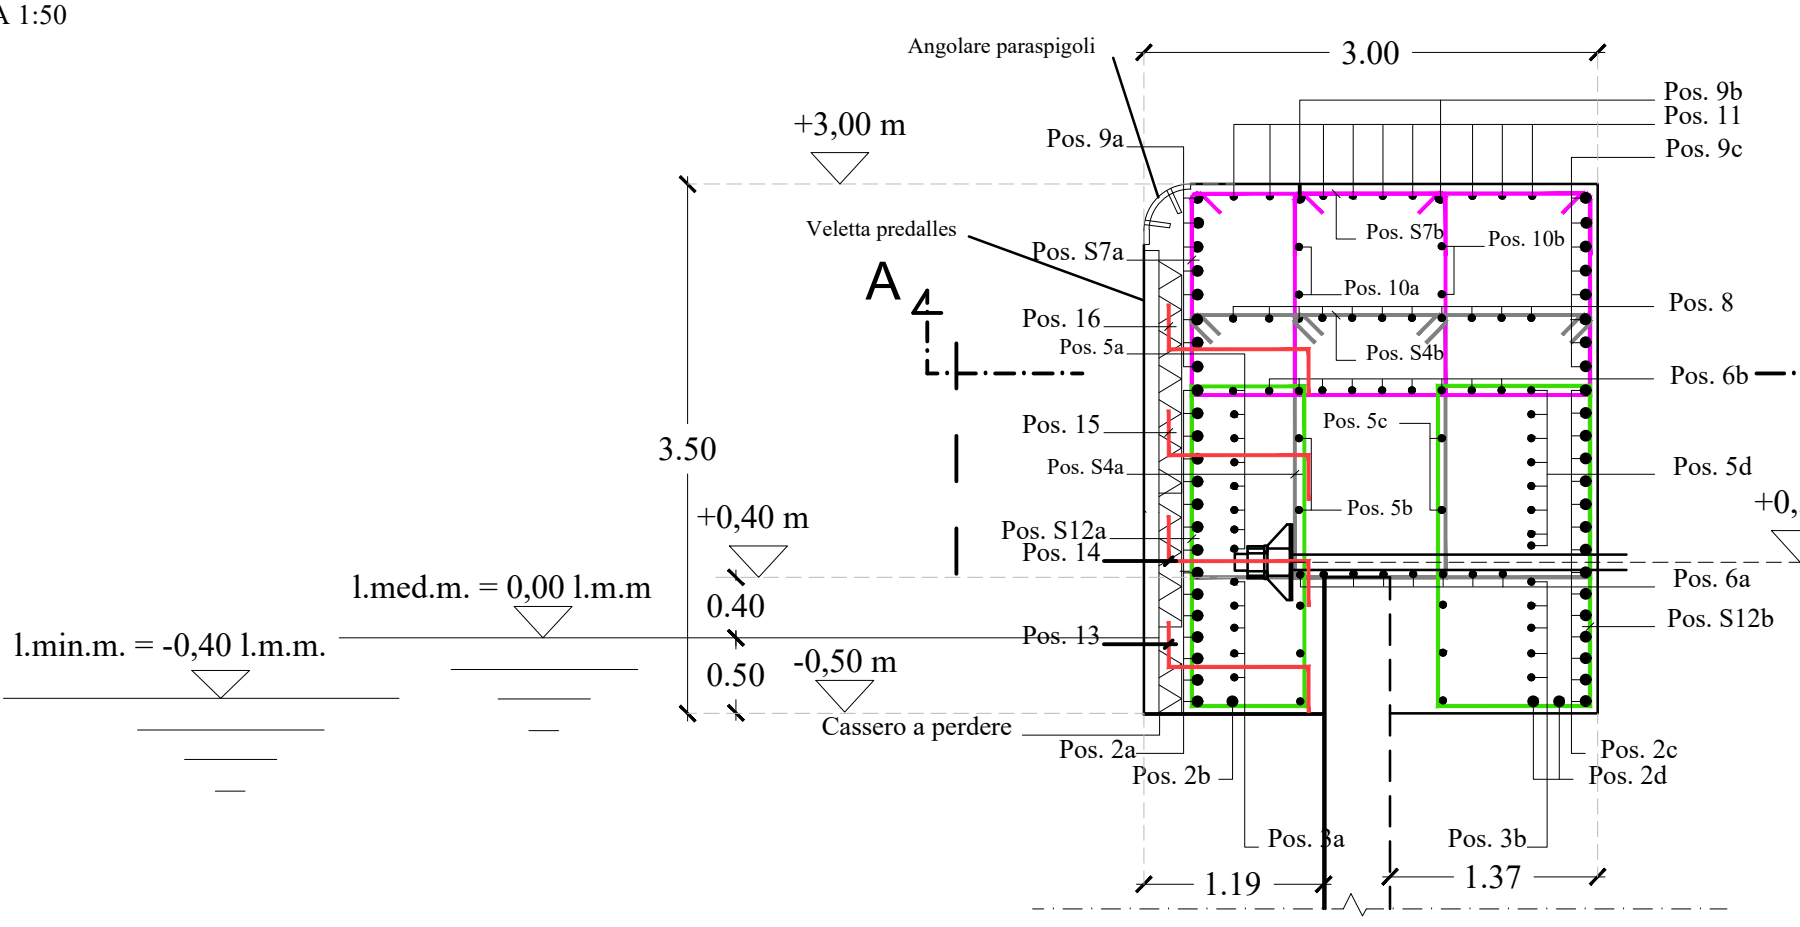 A 1:50
Angolare paraspigoli
3.00
Pos. 9b
Pos. 11
+3,00 m
Pos. 9a
Pos. 9c
Veletta predalles
Pos. S7a
Pos. S7b
Pos. 10b
A
Pos. 10a
Pos. 8
Pos. 16
Pos. 5a
Pos. S4b
Pos. 6b
Pos. 15
Pos. 5c
3.50
Pos. S4a
Pos. 5d
+0,
Pos. 5b
+0,40 m
Pos. S12a
Pos. 14
l.med.m. = 0,00 l.m.m
Pos. 6a
0.40
Pos. S12b
l.min.m. = -0,40 l.m.m.
Pos. 13
-0,50 m
0.50
Cassero a perdere
Pos. 2a
Pos. 2c
Pos. 2b
Pos. 2d
Pos. 3a
Pos. 3b
1.19
1.37